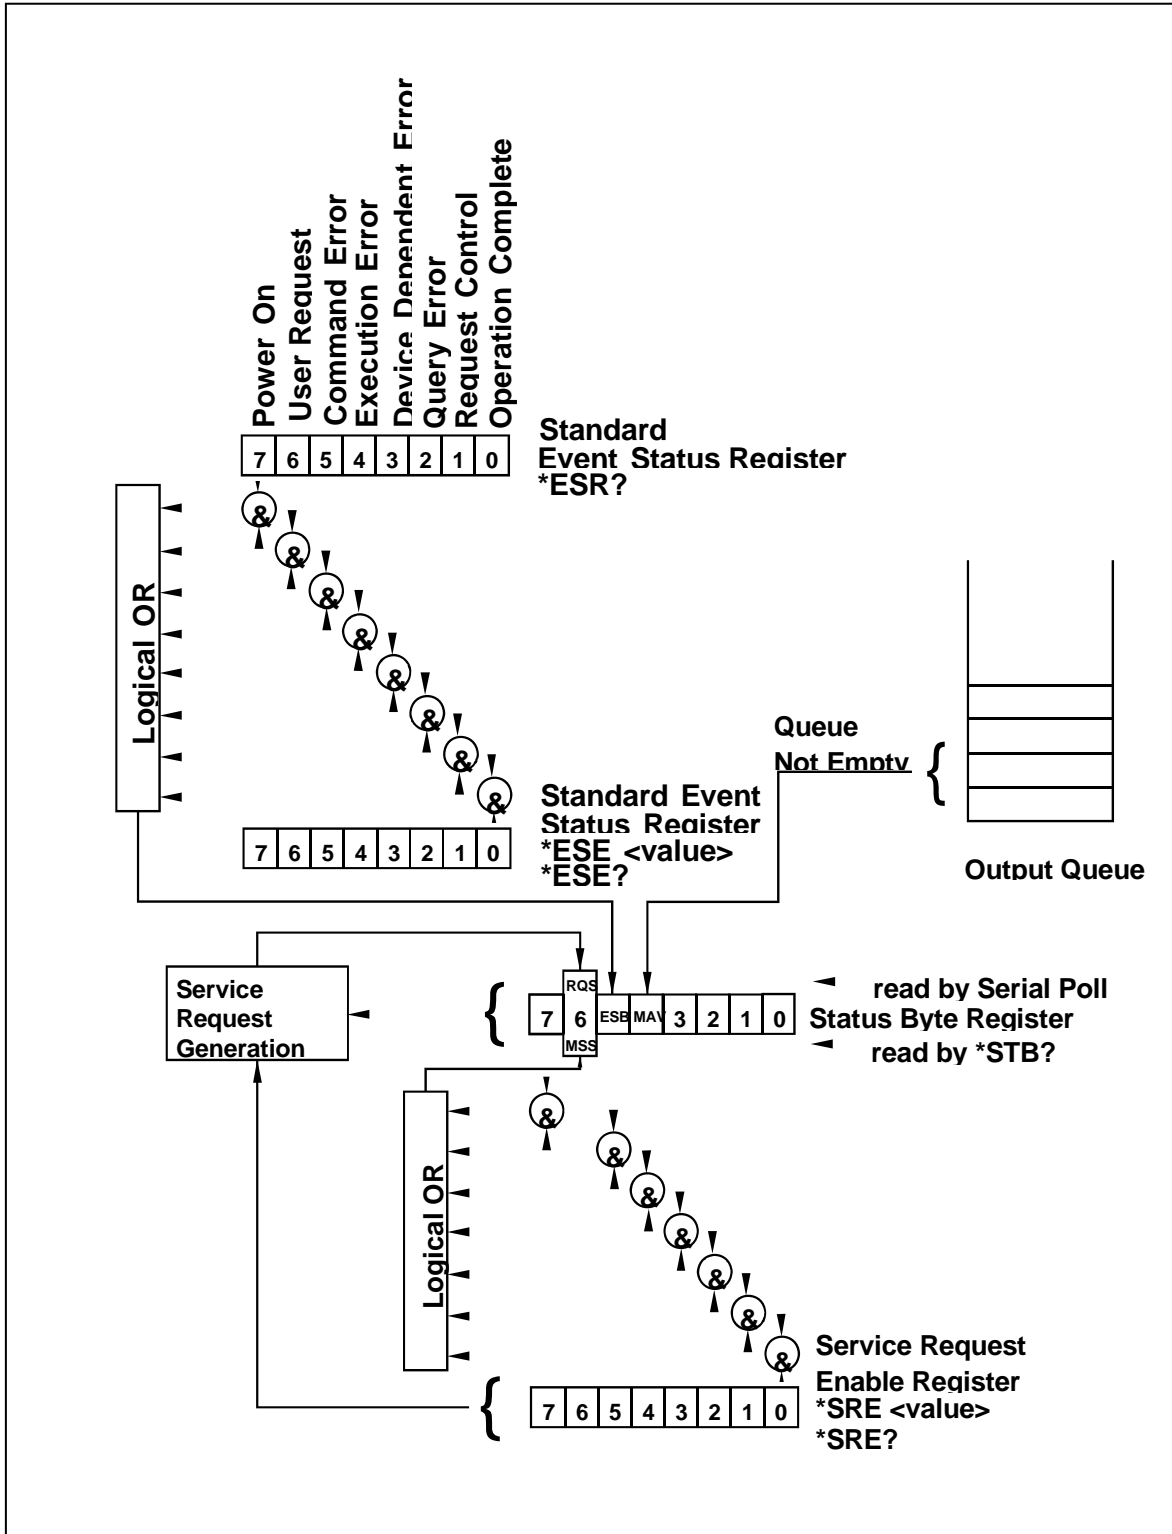 Power On
User Request
Command Error
Execution Error
Device Dependent Error
Query Error
Request Control
Operation Complete
7 6 5 4 3 2 1 0
Standard
Event Status Register
*ESR?
Logical OR
&
&
&
&
&
&
&
&
Queue
Not Empty
{
Output Queue
Standard Event
Status Register
*ESE <value>
*ESE?
7 6 5 4 3 2 1 0
Service
Request
Generation
{
RQS
7 6 ESB MAV 3 2 1 0
MSS
read by Serial Poll
Status Byte Register
read by *STB?
Logical OR
&
&
&
&
&
&
&
Service Request
Enable Register
*SRE <value>
*SRE?
{
7 6 5 4 3 2 1 0